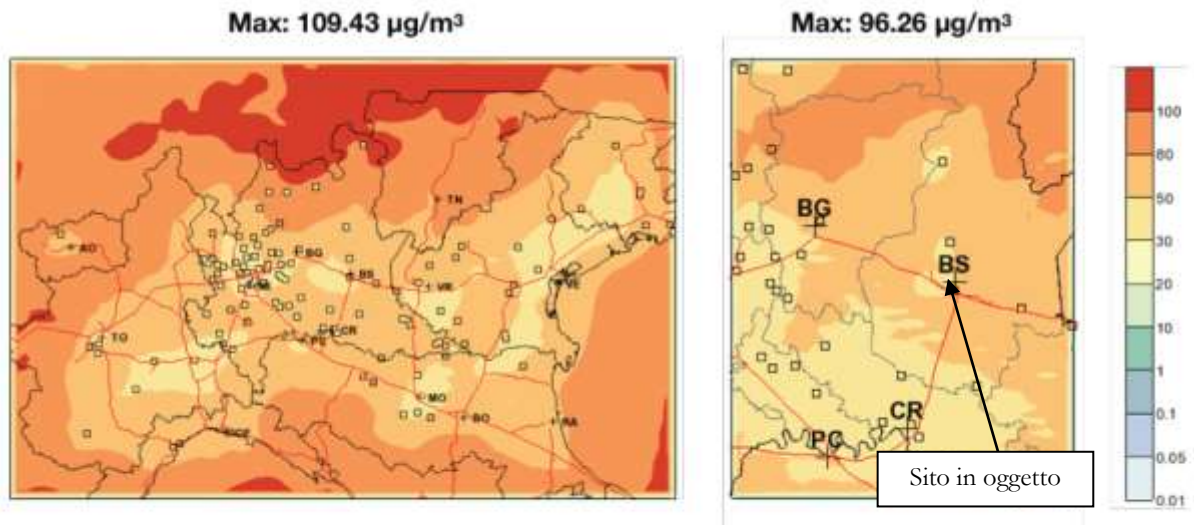 Max: 109.43 µg/m³
Max: 96.26 µg/m³
TN
AO
BG
BS
VR
VE
TO
CR
MO
BO
RA
BG
BS
CR
PC
Sito in oggetto
100
80
50
30
20
10
1
0.1
0.05
0.01